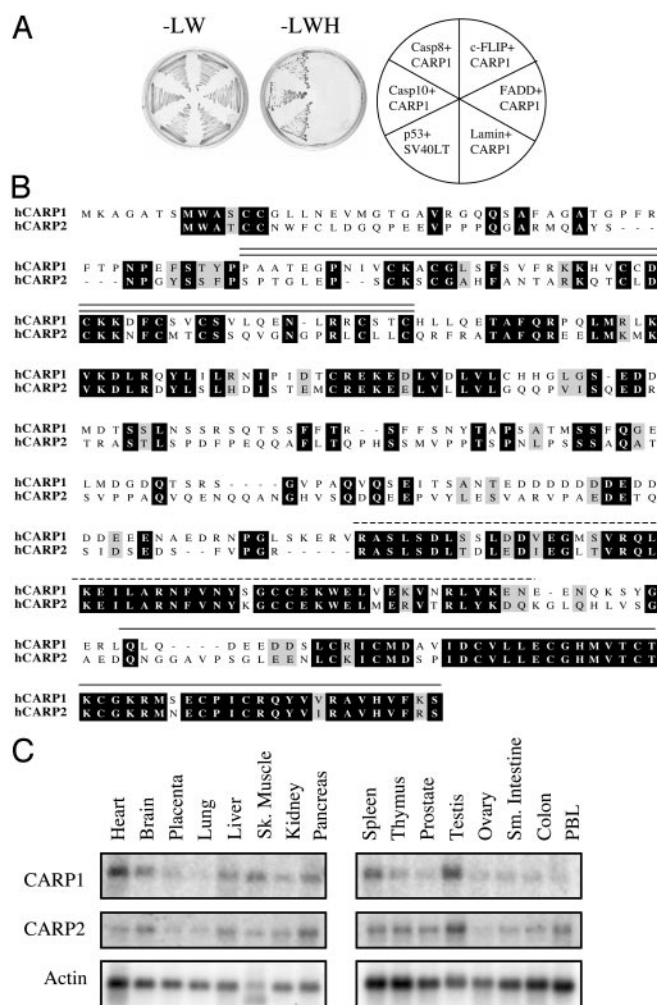 A
-LW
-LWH
Casp8+ CARP1
c-FLIP+ CARP1
Casp10+ CARP1
FADD+ CARP1
p53+ SV40LT
Lamin+ CARP1
B
hCARP1 M K A G A T S M W A S C C G L L N E V M G T G A V R G Q Q S A F A G A T G P F R
hCARP2 M W A T C C N W F C L D G Q P E E V P P P Q G A R M Q A Y S - - -
hCARP1 F T P N P E F S T Y P P A A T E G P N I V C K A C G L S F S V F R K K H V C C D
hCARP2 - - N P G Y S S F P S P T G L E P - - S C K S C G A H F A N T A R K Q T C L D
hCARP1 C K K D F C S V C S V L Q E N - L R R C S T C H L L Q E T A F Q R P Q L M R L K
hCARP2 C K K N F C M T C S S Q V G N G P R L C L L C Q R F R A T A F Q R E E L M K M K
hCARP1 V K D L R Q Y L I L R N I P I D T C R E K E D L V D L V L C H H G L G S - E D D
hCARP2 V K D L R D Y L S L H D I S T E M C R E K E E L V L L V L G Q Q P V I S Q E D R
hCARP1 M D T S S L N S S R S Q T S S F F T R - - S F F S N Y T A P S A T M S S F Q G E
hCARP2 T R A S T L S P D F P E Q Q A F L T Q P H S S M V P P T S P N L P S S S A Q A T
hCARP1 L M D G D Q T S R S - - - - G V P A Q V Q S E I T S A N T E D D D D D D D E D D
hCARP2 S V P P A Q V Q E N Q Q A N G H V S Q D Q E E P V Y L E S V A R V P A E D E T Q
hCARP1 D D E E E N A E D R N P G L S K E R V R A S L S D L S S L D D V E G M S V R Q L
hCARP2 S I D S E D S - - F V P G R - - - - - R A S L S D L T D L E D I E G L T V R Q L
hCARP1 K E I L A R N F V N Y S G C C E K W E L V E K V N R L Y K E N E - E N Q K S Y G
hCARP2 K E I L A R N F V N Y K G C C E K W E L M E R V T R L Y K D Q K G L Q H L V S G
hCARP1 E R L Q L Q - - - - D E E D D S L C R I C M D A V I D C V L L E C G H M V T C T
hCARP2 A E D Q N G G A V P S G L E E N L C K I C M D S P I D C V L L E C G H M V T C T
hCARP1 K C G K R M S E C P I C R Q Y V V R A V H V F K S
hCARP2 K C G K R M N E C P I C R Q Y V I R A V H V F R S
C
Heart Brain Placenta Lung Liver Sk. Muscle Kidney Pancreas Spleen Thymus Prostate Testis Ovary Sm. Intestine Colon PBL
CARP1
CARP2
Actin